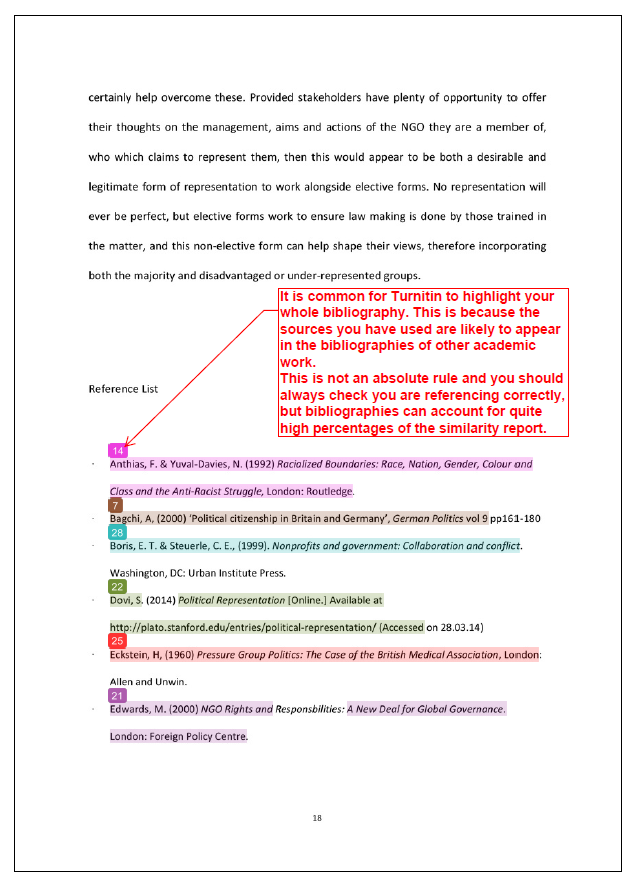 certainly help overcome these. Provided stakeholders have plenty of opportunity to offer
their thoughts on the management, aims and actions of the NGO they are a member of,
who which claims to represent them, then this would appear to be both a desirable and
legitimate form of representation to work alongside elective forms. No representation will
ever be perfect, but elective forms work to ensure law making is done by those trained in
the matter, and this non-elective form can help shape their views, therefore incorporating
both the majority and disadvantaged or under-represented groups.
It is common for Turnitin to highlight your
whole bibliography. This is because the
sources you have used are likely to appear
in the bibliographies of other academic
work.
This is not an absolute rule and you should
always check you are referencing correctly,
but bibliographies can account for quite
high percentages of the similarity report.
Reference List
14
- Anthias, F. & Yuval-Davies, N. (1992) Racialized Boundaries: Race, Nation, Gender, Colour and
Class and the Anti-Racist Struggle, London: Routledge.
7
- Bagchi, A, (2000) ‘Political citizenship in Britain and Germany’, German Politics vol 9 pp161-180
28
- Boris, E. T. & Steuerle, C. E., (1999). Nonprofits and government: Collaboration and conflict.
Washington, DC: Urban Institute Press.
22
- Dovi, S. (2014) Political Representation [Online.] Available at
http://plato.stanford.edu/entries/political-representation/ (Accessed on 28.03.14)
25
- Eckstein, H, (1960) Pressure Group Politics: The Case of the British Medical Association, London:
Allen and Unwin.
21
- Edwards, M. (2000) NGO Rights and Responsbilities: A New Deal for Global Governance.
London: Foreign Policy Centre.
18